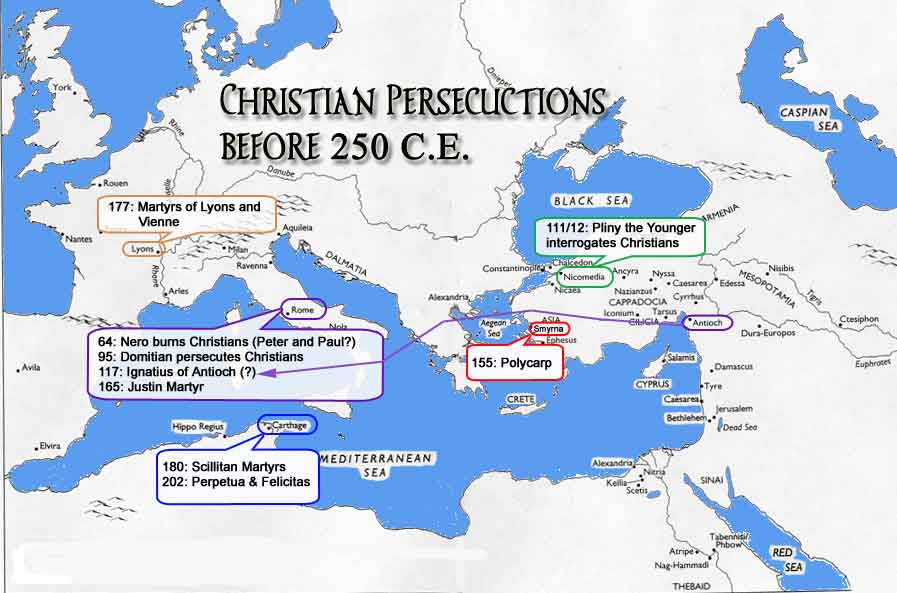 CHRISTIAN PERSECUCTIONS
BEFORE 250 C.E.
York
Dnieper
CASPIAN
SEA
Rhine
Moselle
Rouen
Danube
177: Martyrs of Lyons and
Vienne
BLACK SEA
ARMENIA
111/12: Pliny the Younger
interrogates Christians
Nantes
Lyons
Milan
Aquileia
Ravenna
DALMATIA
Rhone
Arles
Constantinople
Chalcedon
Nicomedia
Nicaea
Ancyra
Nyssa
Nazianzus
Caesarea
CAPPADOCIA
Cyrrhus
Edessa
Nisibis
MESOPOTAMIA
Tigris
Alexandria
Iconium
Tarsus
CILICIA
Antioch
Ctesiphon
Dura-Europos
Euphrates
Rome
Nola
Aegean
Sea
ASIA
Smyrna
Ephesus
64: Nero burns Christians (Peter and Paul?)
95: Domitian persecutes Christians
117: Ignatius of Antioch (?)
165: Justin Martyr
155: Polycarp
Avila
Salamis
CYPRUS
Damascus
Tyre
CRETE
Caesarea
Jerusalem
Bethlehem
Dead Sea
Hippo Regius
Carthage
Elvira
180: Scillitan Martyrs
202: Perpetua & Felicitas
MEDITERRANEAN
SEA
Alexandria
Nitria
Kellia
Scetis
SINAI
Tabennisi
Phbow
Atripe
Nag-Hammadi
THEBAID
RED
SEA